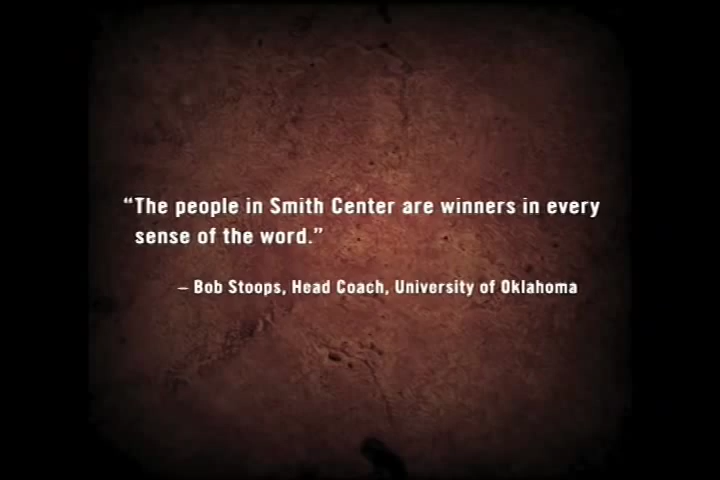 “The people in Smith Center are winners in every
sense of the word.”
– Bob Stoops, Head Coach, University of Oklahoma